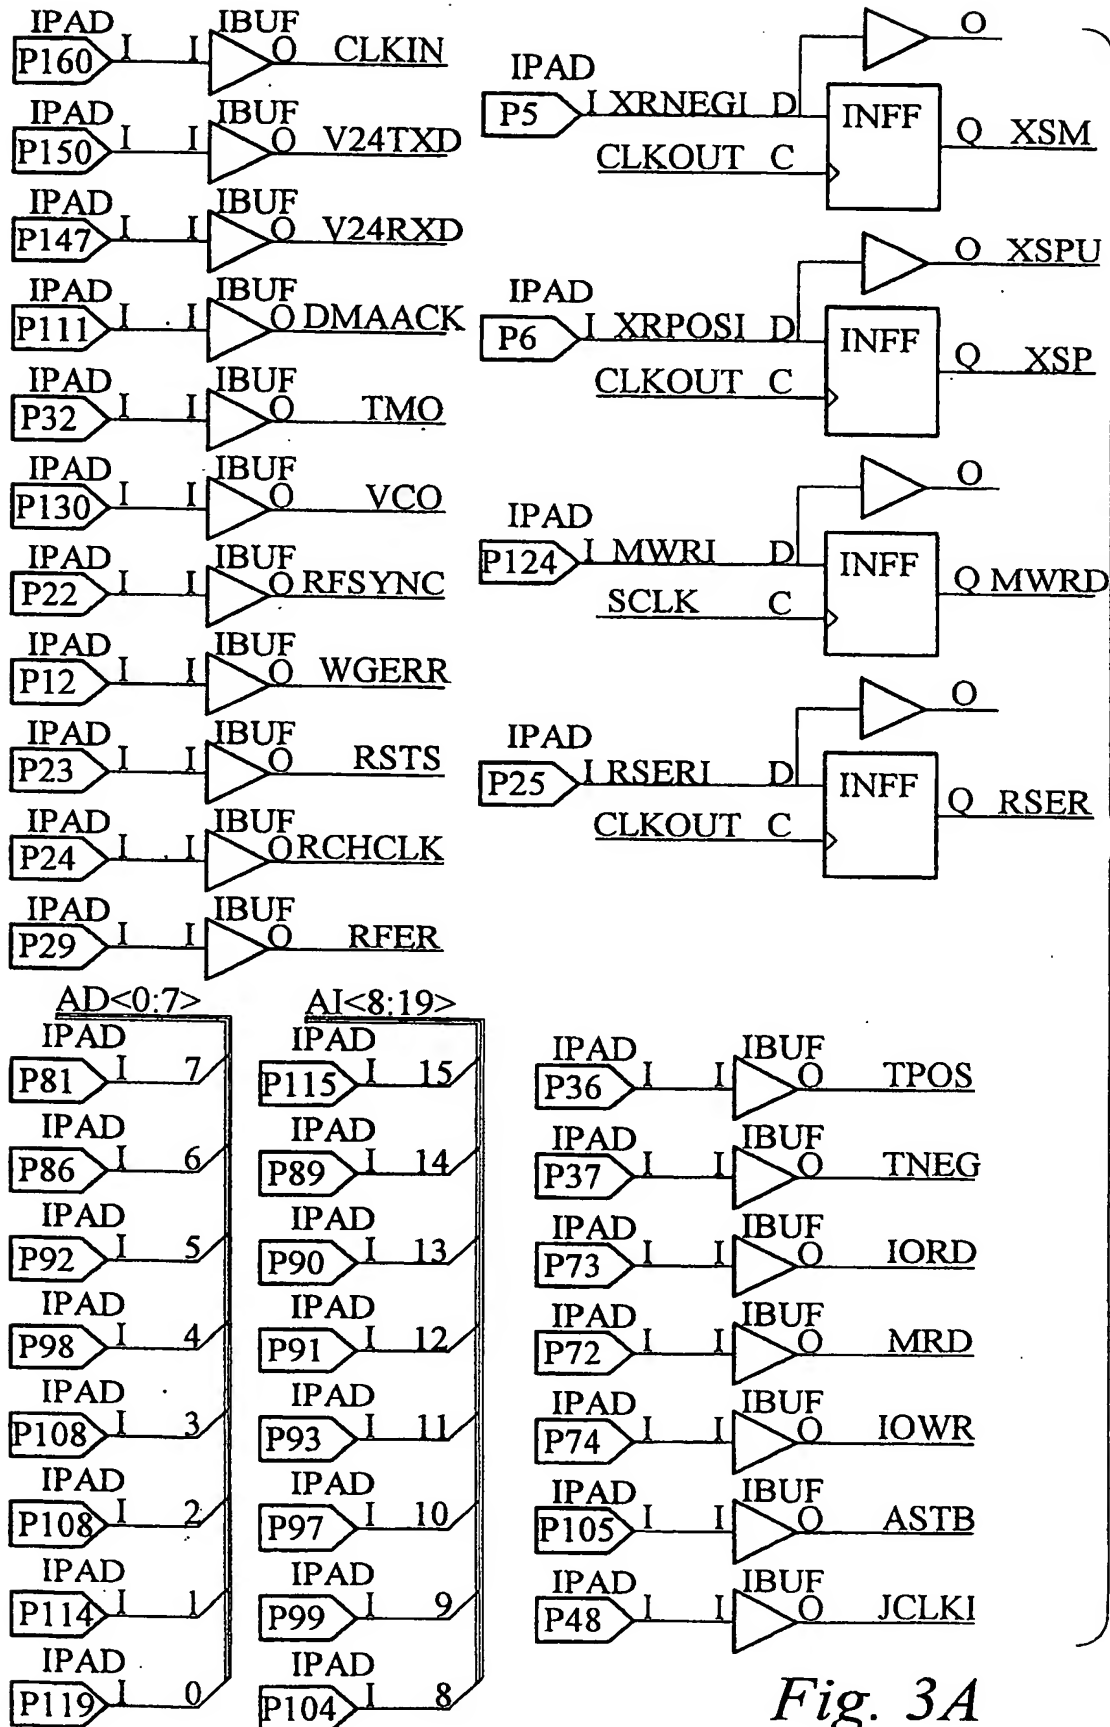 IPAD IBUF
P160 I I O CLKIN
IPAD IBUF
P150 I I O V24TXD
IPAD IBUF
P147 I I O V24RXD
IPAD IBUF
P111 I I O DMAACK
IPAD IBUF
P32 I I O TMO
IPAD IBUF
P130 I I O VCO
IPAD IBUF
P22 I I O RFSYNC
IPAD IBUF
P12 I I O WGERR
IPAD IBUF
P23 I I O RSTS
IPAD IBUF
P24 I I O RCHCLK
IPAD IBUF
P29 I I O RFER
O
IPAD
P5 I XRNEGI D INFF
CLKOUT C Q XSM
O XSPU
IPAD
P6 I XRPOSI D INFF
CLKOUT C Q XSP
O
IPAD
P124 I MWRI D INFF
SCLK C Q MWRD
O
IPAD
P25 I RSERI D INFF
CLKOUT C Q RSER
AD<0:7>
IPAD
P81 I 7
IPAD
P86 I 6
IPAD
P92 I 5
IPAD
P98 I 4
IPAD
P108 I 3
IPAD
P108 I 2
IPAD
P114 I 1
IPAD
P119 I 0
AI<8:19>
IPAD
P115 I 15
IPAD
P89 I 14
IPAD
P90 I 13
IPAD
P91 I 12
IPAD
P93 I 11
IPAD
P97 I 10
IPAD
P99 I 9
IPAD
P104 I 8
IPAD IBUF
P36 I I O TPOS
IPAD IBUF
P37 I I O TNEG
IPAD IBUF
P73 I I O IORD
IPAD IBUF
P72 I I O MRD
IPAD IBUF
P74 I I O IOWR
IPAD IBUF
P105 I I O ASTB
IPAD IBUF
P48 I I O JCLKI
Fig. 3A